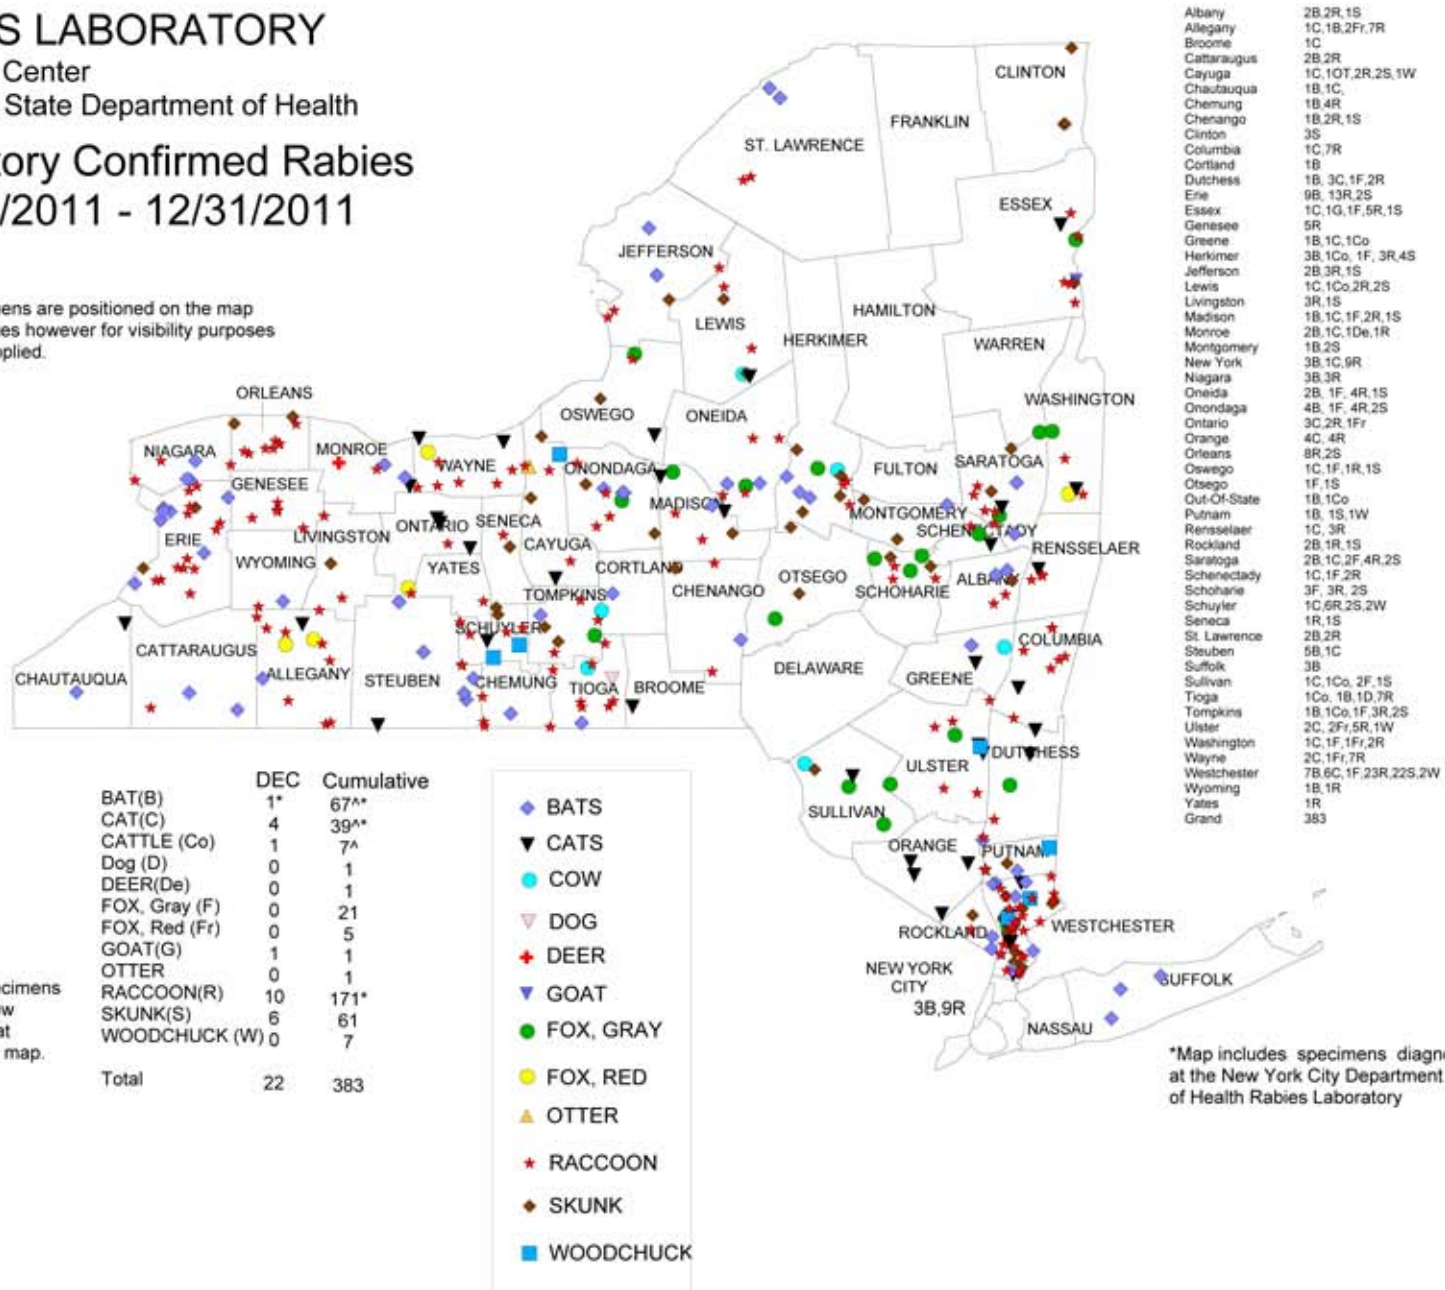 S LABORATORY
Center
State Department of Health
tory Confirmed Rabies
/2011 - 12/31/2011
ens are positioned on the map
es however for visibility purposes
plied.
CLINTON
FRANKLIN
ST. LAWRENCE
ESSEX
JEFFERSON
HAMILTON
LEWIS
HERKIMER
WARREN
ORLEANS
WASHINGTON
OSWEGO
ONEIDA
NIAGARA
MONROE
WAYNE
ONONDAGA
FULTON
SARATOGA
GENESEE
MADISON
MONTGOMERY
ONTARIO
SENECA
SCHENECTADY
LIVINGSTON
ERIE
CAYUGA
RENSSELAER
WYOMING
YATES
CORTLAND
OTSEGO
ALBANY
TOMPKINS
CHENANGO
SCHOHARIE
SCHUYLER
COLUMBIA
CATTARAUGUS
ALLEGANY
DELAWARE
CHAUTAUQUA
STEUBEN
CHEMUNG
TIOGA
BROOME
GREENE
DUTCHESS
ULSTER
SULLIVAN
ORANGE
PUTNAM
ROCKLAND
WESTCHESTER
NEW YORK
CITY
3B,9R
SUFFOLK
NASSAU
DEC Cumulative
BAT(B) 1* 67^*
CAT(C) 4 39^*
CATTLE (Co) 1 7^
Dog (D) 0 1
DEER(De) 0 1
FOX, Gray (F) 0 21
FOX, Red (Fr) 0 5
GOAT(G) 1 1
OTTER 0 1
RACCOON(R) 10 171*
SKUNK(S) 6 61
WOODCHUCK (W) 0 7
Total 22 383
cimens
w
at
map.
BATS
CATS
COW
DOG
DEER
GOAT
FOX, GRAY
FOX, RED
OTTER
RACCOON
SKUNK
WOODCHUCK
Albany 2B,2R,1S
Allegany 1C,1B,2Fr,7R
Broome 1C
Cattaraugus 2B,2R
Cayuga 1C,1OT,2R,2S,1W
Chautauqua 1B,1C,
Chemung 1B,4R
Chenango 1B,2R,1S
Clinton 3S
Columbia 1C,7R
Cortland 1B
Dutchess 1B, 3C,1F,2R
Erie 9B, 13R,2S
Essex 1C,1G,1F,5R,1S
Genesee 5R
Greene 1B,1C,1Co
Herkimer 3B,1Co, 1F, 3R,4S
Jefferson 2B,3R,1S
Lewis 1C,1Co,2R,2S
Livingston 3R,1S
Madison 1B,1C,1F,2R,1S
Monroe 2B,1C,1De,1R
Montgomery 1B,2S
New York 3B,1C,9R
Niagara 3B,3R
Oneida 2B, 1F, 4R,1S
Onondaga 4B, 1F, 4R,2S
Ontario 3C,2R,1Fr
Orange 4C, 4R
Orleans 8R,2S
Oswego 1C,1F,1R,1S
Otsego 1F,1S
Out-Of-State 1B,1Co
Putnam 1B, 1S,1W
Rensselaer 1C, 3R
Rockland 2B,1R,1S
Saratoga 2B,1C,2F,4R,2S
Schenectady 1C,1F,2R
Schoharie 3F, 3R, 2S
Schuyler 1C,6R,2S,2W
Seneca 1R,1S
St. Lawrence 2B,2R
Steuben 5B,1C
Suffolk 3B
Sullivan 1C,1Co, 2F,1S
Tioga 1Co, 1B,1D,7R
Tompkins 1B,1Co,1F,3R,2S
Ulster 2C, 2Fr,5R,1W
Washington 1C,1F,1Fr,2R
Wayne 2C,1Fr,7R
Westchester 7B,6C,1F,23R,22S,2W
Wyoming 1B,1R
Yates 1R
Grand 383
*Map includes specimens diagn
at the New York City Department
of Health Rabies Laboratory